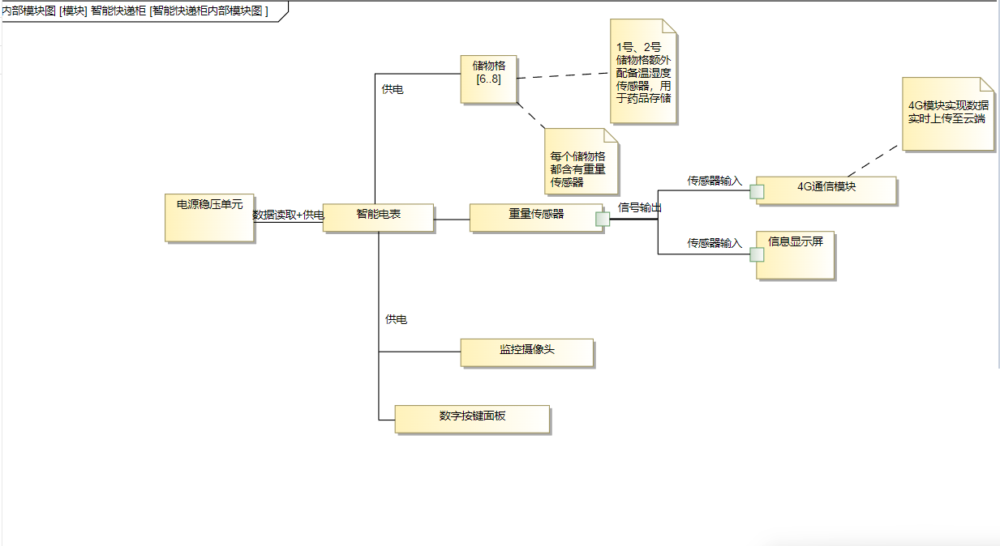 内部模块图 [模块] 智能快递柜 [智能快递柜内部模块图 ]
储物格
[6..8]
1号、2号
储物格额外
配备温湿度
传感器，用
于药品存储
供电
4G模块实现数据
实时上传至云端
每个储物格
都含有重量
传感器
传感器输入
4G通信模块
电源稳压单元
数据读取+供电
智能电表
重量传感器
信号输出
传感器输入
信息显示屏
供电
监控摄像头
数字按键面板